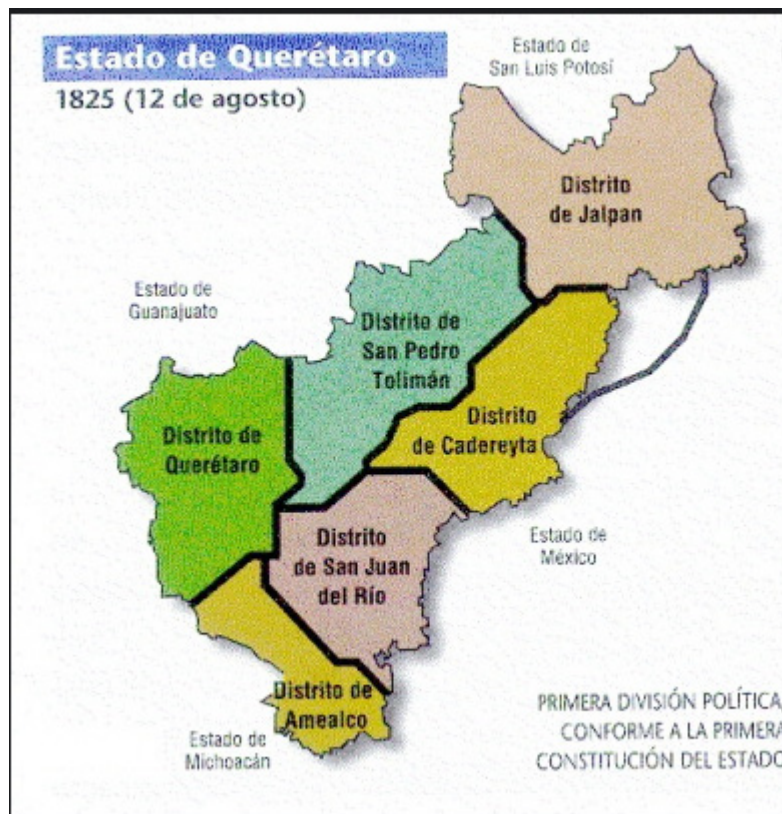 Estado de Querétaro
1825 (12 de agosto)
Estado de
San Luis Potosí
Distrito
de Jalpan
Estado de
Guanajuato
Distrito de
San Pedro
Tolimán
Distrito de
Querétaro
Distrito
de Cadereyta
Distrito
de San Juan
del Río
Estado de
México
Distrito de
Amealco
Estado de
Michoacán
PRIMERA DIVISIÓN POLÍTICA
CONFORME A LA PRIMERA
CONSTITUCIÓN DEL ESTADO